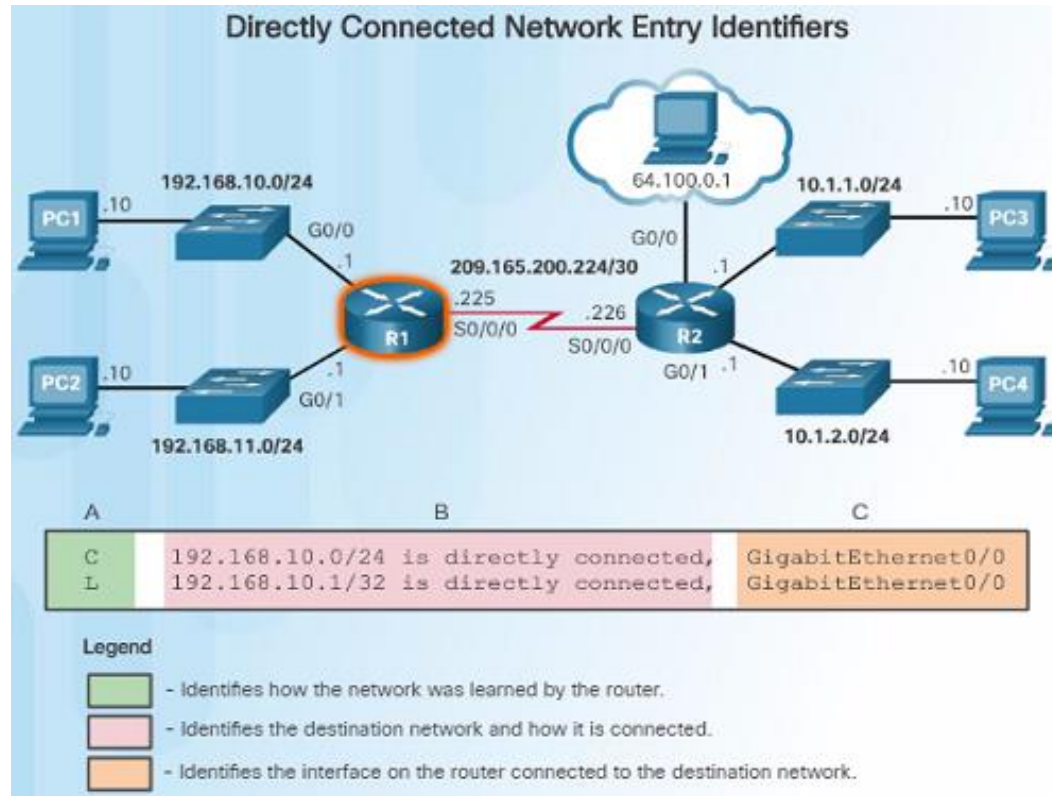 Directly Connected Network Entry Identifiers
64.100.0.1
192.168.10.0/24
10.1.1.0/24
PC1
.10
G0/0
.1
G0/0
.1
.10
PC3
209.165.200.224/30
.225
S0/0/0
R1
.226
S0/0/0
R2
PC2
.10
.1
G0/1
G0/1
.1
.10
PC4
192.168.11.0/24
10.1.2.0/24
A B C
C 192.168.10.0/24 is directly connected, GigabitEthernet0/0
L 192.168.10.1/32 is directly connected, GigabitEthernet0/0
Legend
- Identifies how the network was learned by the router.
- Identifies the destination network and how it is connected.
- Identifies the interface on the router connected to the destination network.